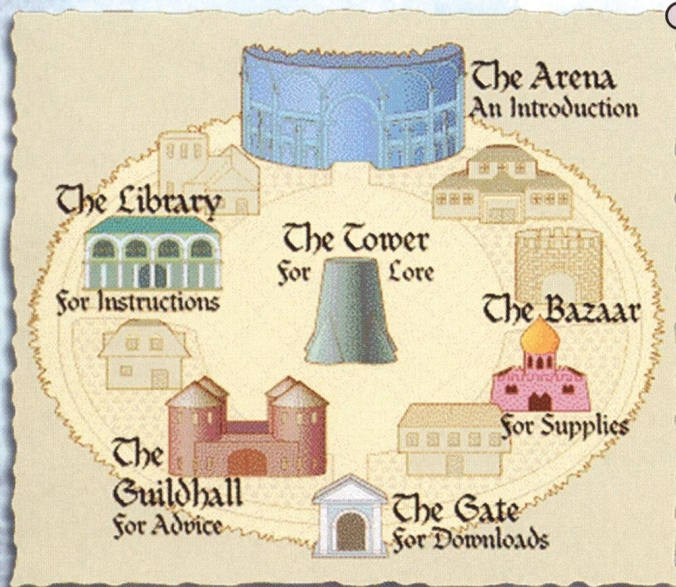 The Arena
An Introduction
The Library
For Instructions
The Tower
For Lore
The Bazaar
For Supplies
The
Guildhall
For Advice
The Gate
For Downloads